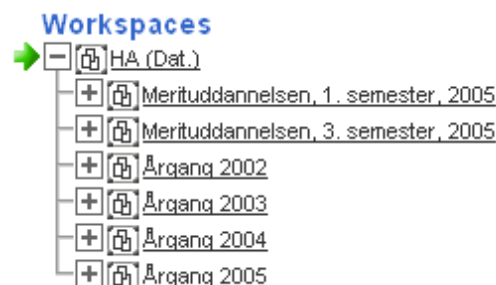 Workspaces
HA (Dat.)
Merituddannelsen, 1. semester, 2005
Merituddannelsen, 3. semester, 2005
Årgang 2002
Årgang 2003
Årgang 2004
Årgang 2005